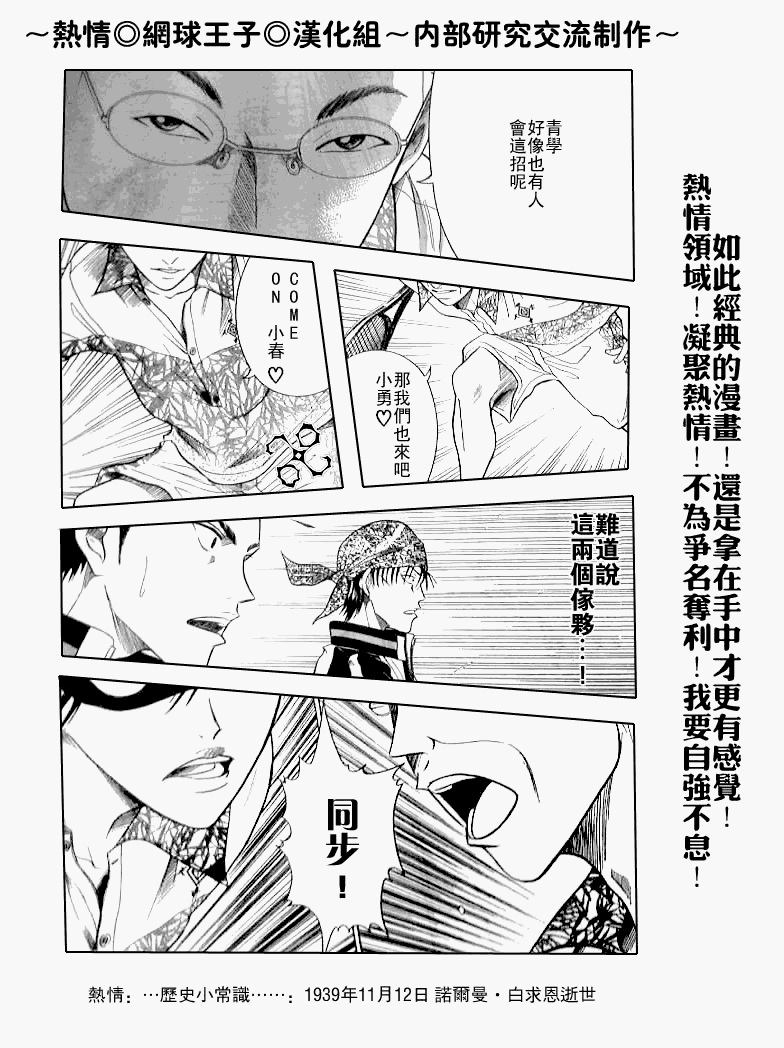 ～熱情◎網球王子◎漢化組～内部研究交流制作～
青學
好像也有人
會這招呢
那我們也來吧
小勇♡
COME
ON 小春♡
難道說
這兩個傢夥…！
同步！
如此經典的漫畫！還是拿在手中才更有感覺！
熱情領域！凝聚熱情！不為爭名奪利！我要自強不息！
熱情：…歷史小常識……：1939年11月12日 諾爾曼·白求恩逝世